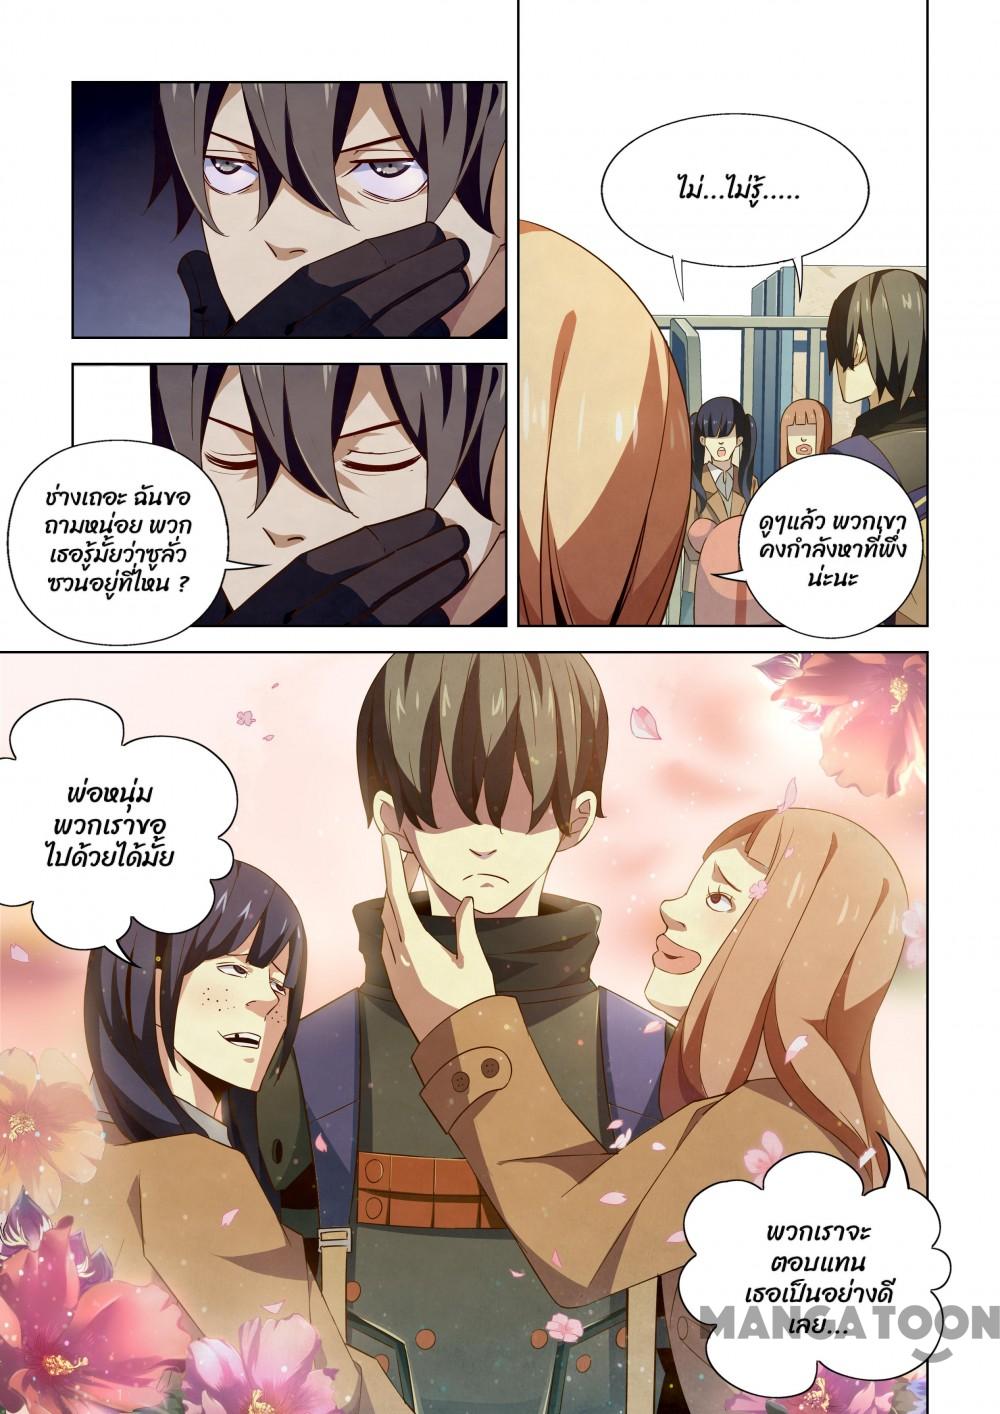 ช่างเถอะ ฉันขอ
ถามหน่อย พวก
เธอรู้มั้ยว่าซูลั่ว
ซวนอยู่ที่ไหน ?
ไม่...ไม่รู้.....
ดูๆแล้ว พวกเขา
คงกำลังหาที่พึ่ง
น่ะนะ
พ่อหนุ่ม
พวกเราขอ
ไปด้วยได้มั้ย
พวกเราจะ
ตอบแทน
เธอเป็นอย่างดี
เลย...
MANGATOON